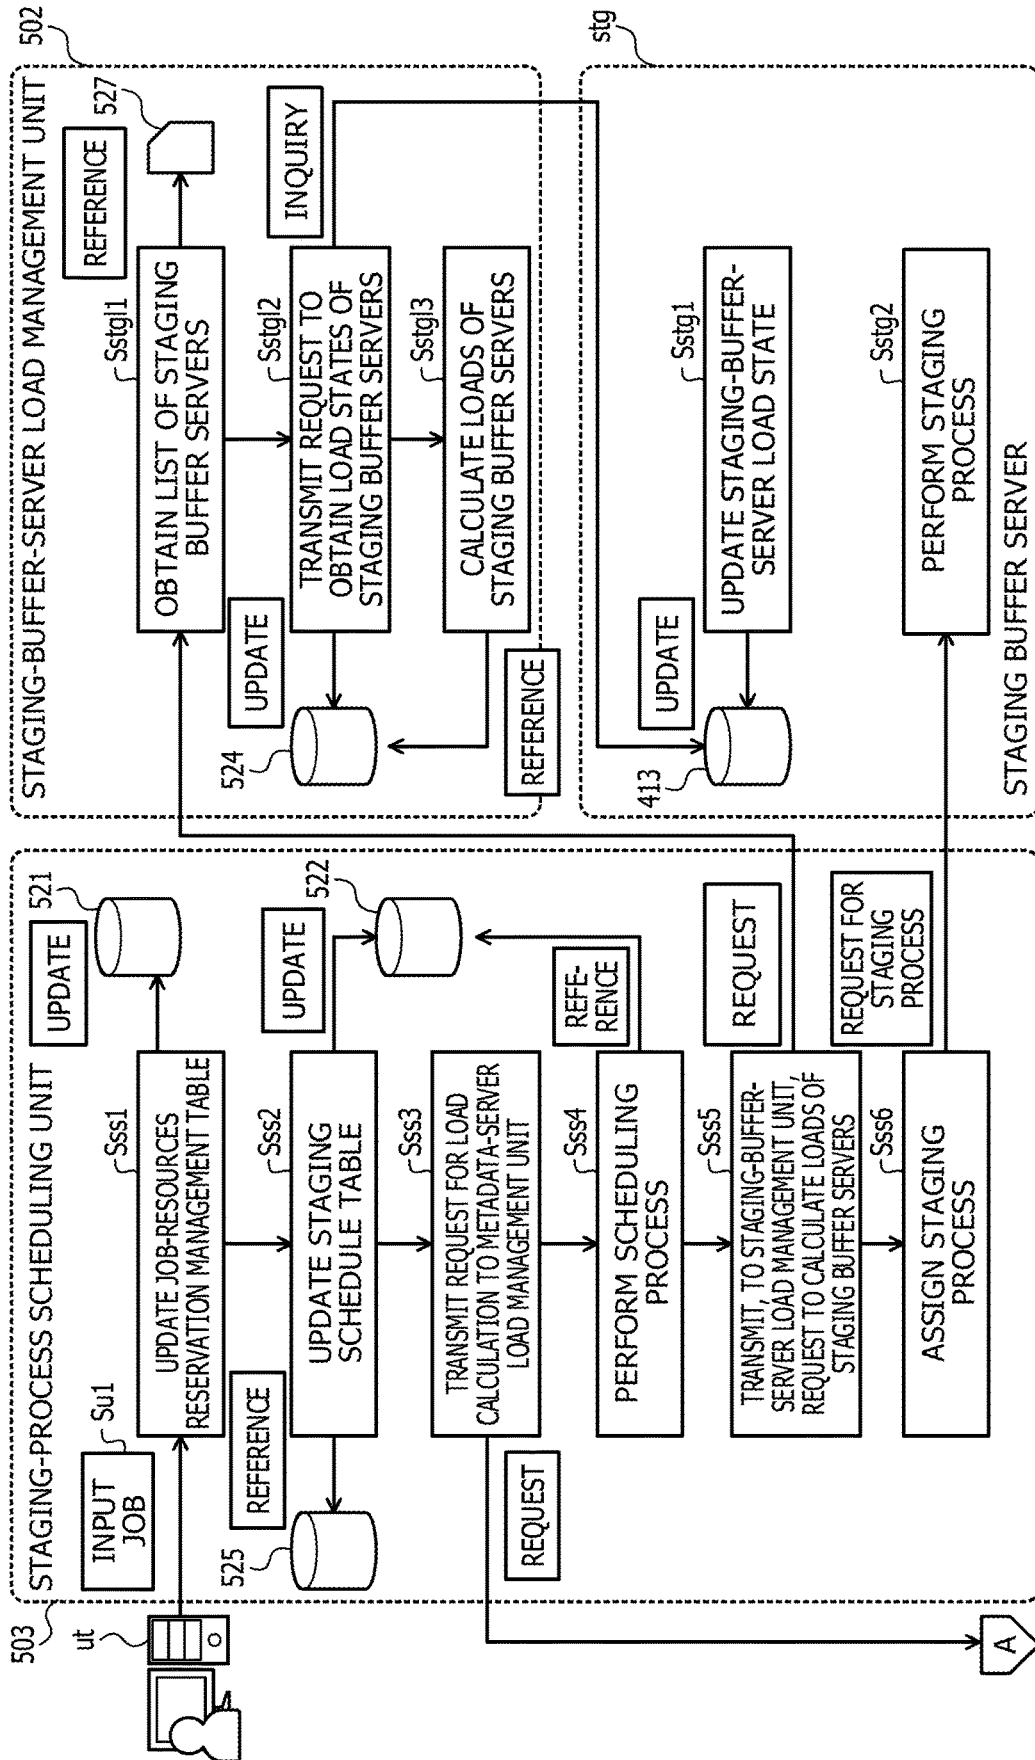 503
STAGING-PROCESS SCHEDULING UNIT
ut
INPUT
JOB
Su1
UPDATE JOB-RESOURCES
RESERVATION MANAGEMENT TABLE
Sss1
UPDATE
521
REFERENCE
525
UPDATE STAGING
SCHEDULE TABLE
Sss2
UPDATE
522
TRANSMIT REQUEST FOR LOAD
CALCULATION TO METADATA-SERVER
LOAD MANAGEMENT UNIT
Sss3
REQUEST
A
PERFORM SCHEDULING
PROCESS
Sss4
REFE-
RENCE
TRANSMIT, TO STAGING-BUFFER-
SERVER LOAD MANAGEMENT UNIT,
REQUEST TO CALCULATE LOADS OF
STAGING BUFFER SERVERS
Sss5
REQUEST
ASSIGN STAGING
PROCESS
Sss6
REQUEST FOR
STAGING
PROCESS
STAGING-BUFFER-SERVER LOAD MANAGEMENT UNIT
502
OBTAIN LIST OF STAGING
BUFFER SERVERS
Sstgl1
REFERENCE
527
UPDATE
524
TRANSMIT REQUEST TO
OBTAIN LOAD STATES OF
STAGING BUFFER SERVERS
Sstgl2
INQUIRY
CALCULATE LOADS OF
STAGING BUFFER SERVERS
Sstgl3
REFERENCE
stg
UPDATE
413
UPDATE STAGING-BUFFER-
SERVER LOAD STATE
Sstg1
PERFORM STAGING
PROCESS
Sstg2
STAGING BUFFER SERVER